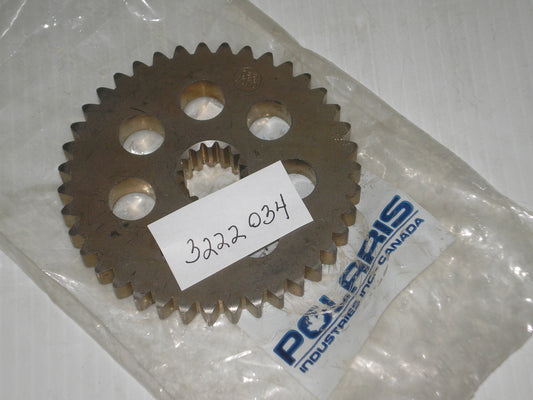 3222034
POLARIS
INDUSTRIES INC. CANADA